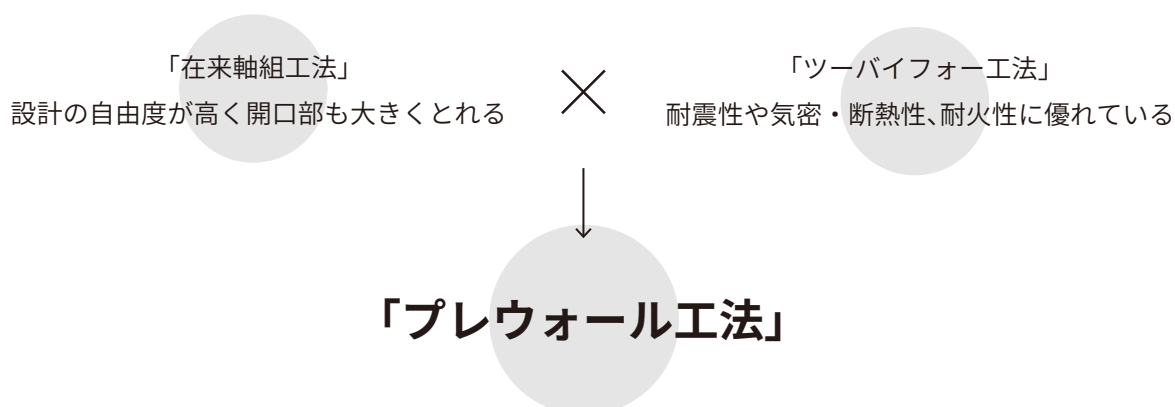 「在来軸組工法」
設計の自由度が高く開口部も大きくとれる
「ツーバイフォー工法」
耐震性や気密・断熱性、耐火性に優れている
「プレウォール工法」